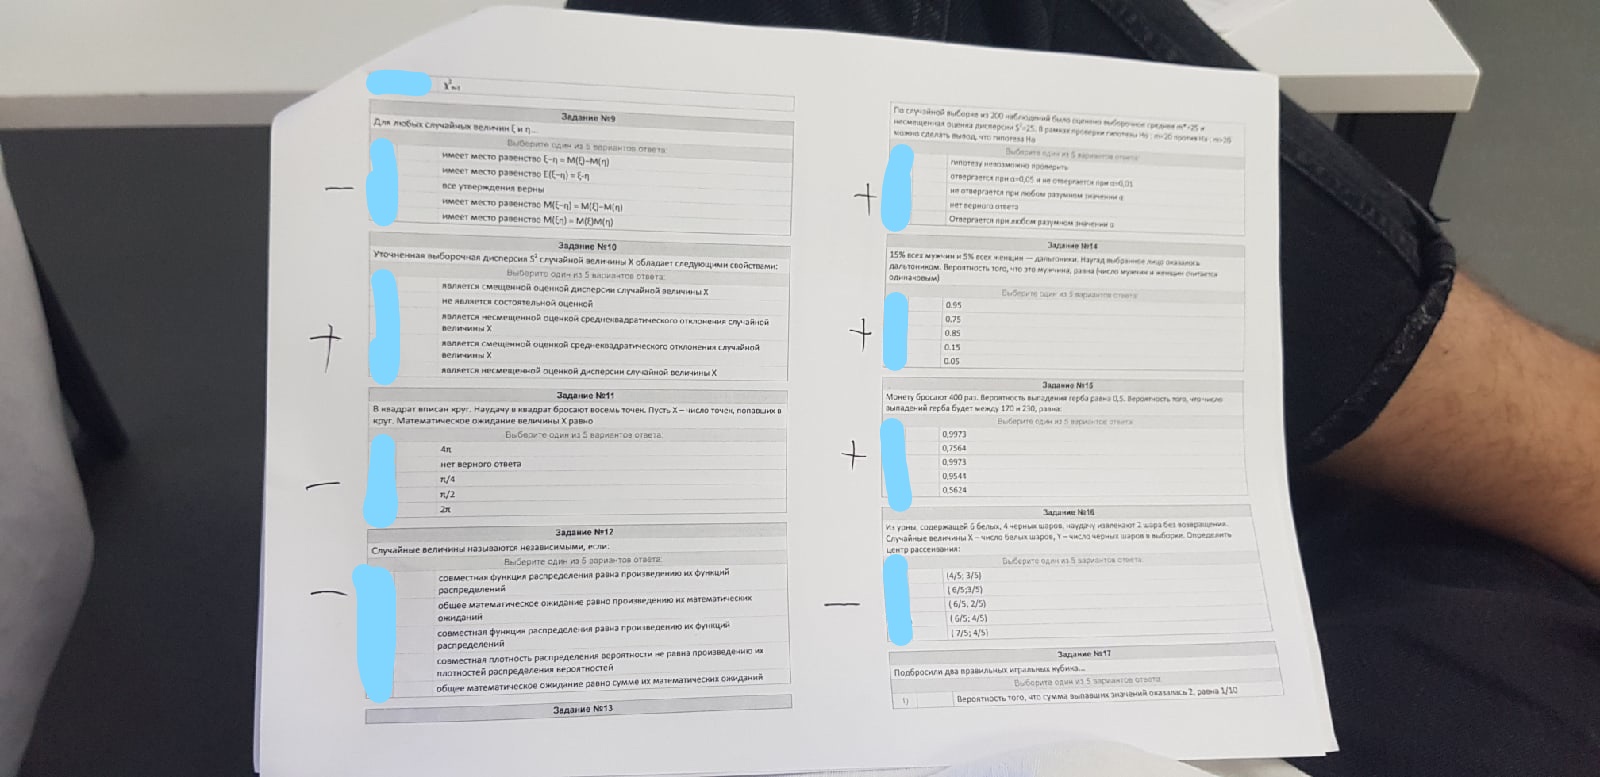 Задание №9
Для любых случайных величин ξ и η...
Выберите один из 5 вариантов ответа:
имеет место равенство ξ-η = M(ξ)-M(η)
имеет место равенство E(ξ-η) = ξ-η
все утверждения верны
имеет место равенство M(ξ-η) = M(ξ)-M(η)
имеет место равенство M(ξη) = M(ξ)M(η)
Задание №10
Уточненная выборочная дисперсия S² случайной величины X обладает следующими свойствами:
Выберите один из 5 вариантов ответа:
является смещенной оценкой дисперсии случайной величины X
не является состоятельной оценкой
является несмещенной оценкой среднеквадратического отклонения случайной
величины X
является смещенной оценкой среднеквадратического отклонения случайной
величины X
является несмещенной оценкой дисперсии случайной величины X
Задание №11
В квадрат вписан круг. Наудачу в квадрат бросают восемь точек. Пусть X – число точек, попавших в
круг. Математическое ожидание величины X равно
Выберите один из 5 вариантов ответа:
4π
нет верного ответа
π/4
π/2
2π
Задание №12
Случайные величины называются независимыми, если:
Выберите один из 5 вариантов ответа:
совместная функция распределения равна произведению их функций
распределений
общее математическое ожидание равно произведению их математических
ожиданий
совместная функция распределения равна произведению их функций
распределений
совместная плотность распределения вероятности не равна произведению их
плотностей распределения вероятностей
общее математическое ожидание равно сумме их математических ожиданий
Задание №13
По случайной выборке из 200 наблюдений было оценено выборочное среднее m*=25 и
несмещенная оценка дисперсии S²=25. В рамках проверки гипотезы H₀: m=20 против
можно сделать вывод, что гипотеза H₀
Выберите один из 5 вариантов ответа:
гипотезу невозможно проверить
отвергается при α=0,05 и не отвергается при α=0,01
не отвергается при любом разумном значении α
нет верного ответа
Отвергается при любом разумном значении α
Задание №14
15% всех мужчин и 5% всех женщин — дальтоники. Наугад выбранное лицо оказалось
дальтоником. Вероятность того, что это мужчина, равна (число мужчин и женщин считается
одинаковым)
Выберите один из 5 вариантов ответа:
0.95
0.75
0.85
0.15
0.05
Задание №15
Монету бросают 400 раз. Вероятность выпадения герба равна 0,5. Вероятность того, что число
выпадений герба будет между 170 и 230, равна:
Выберите один из 5 вариантов ответа:
0,9973
0,7564
0,9973
0,9544
0,5624
Задание №16
Из урны, содержащей 6 белых, 4 черных шаров, наудачу извлекают 2 шара без возвращения.
Случайные величины X – число белых шаров, Y – число черных шаров в выборке. Определить
центр рассеивания:
Выберите один из 5 вариантов ответа:
(4/5; 3/5)
(6/5;3/5)
(6/5, 2/5)
(6/5; 4/5)
(7/5; 4/5)
Задание №17
Подбросили два правильных игральных кубика...
Выберите один из 5 вариантов ответа:
1) Вероятность того, что сумма выпавших значений оказалась 2, равна 1/10